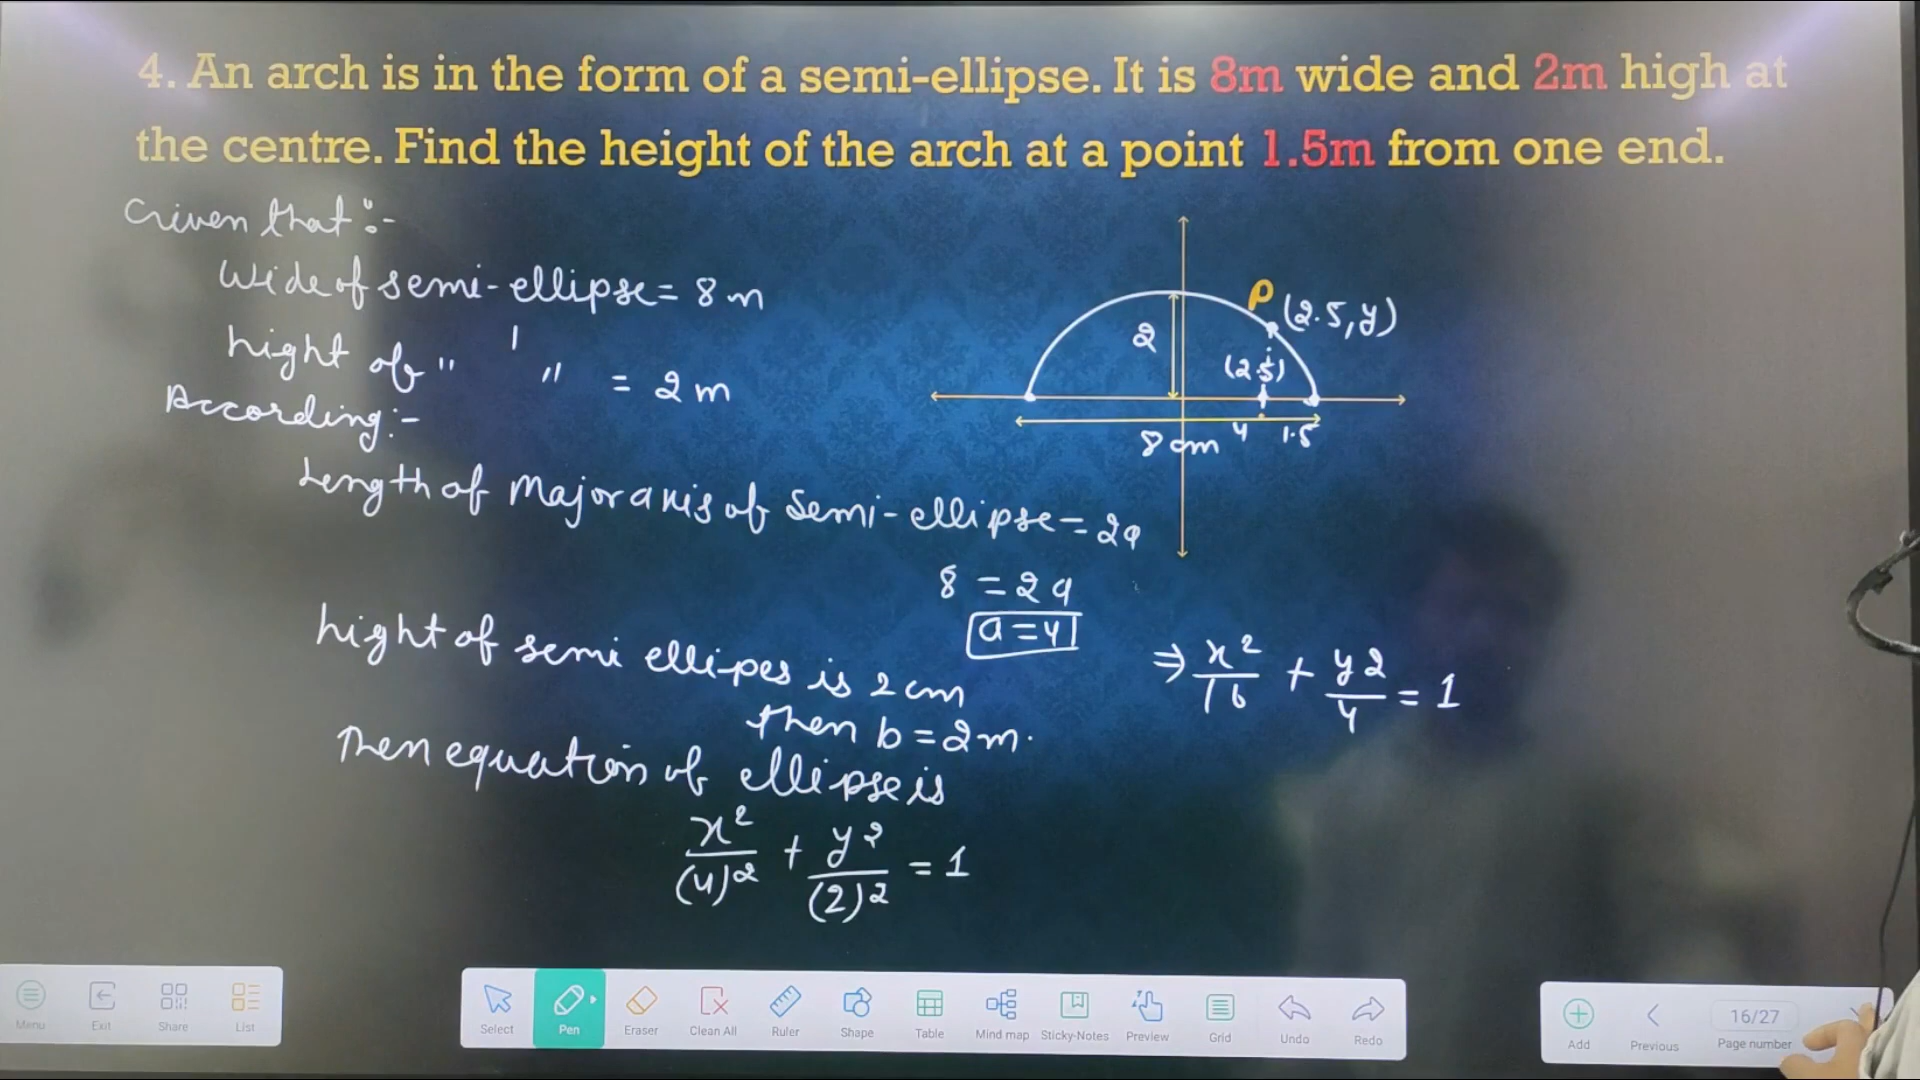 4. An arch is in the form of a semi-ellipse. It is 8m wide and 2m high at
the centre. Find the height of the arch at a point 1.5m from one end.
Given that :-
Wide of semi-ellipse = 8 m
hight of " " = 2 m
According :-
Length of Major axis of Semi-ellipse = 2a
8 = 2a
a = 4
hight of semi ellipes is 2 cm
then b = 2m.
Then equation of ellipse is
x²/(4)² + y²/(2)² = 1
⇒ x²/16 + y²/4 = 1
P (2.5, y)
2
(2.5)
8 cm
4
1.5
Menu
Exit
Share
List
Select
Pen
Eraser
Clean All
Ruler
Shape
Table
Mind map
Sticky-Notes
Preview
Grid
Undo
Redo
Add
Previous
16/27
Page number